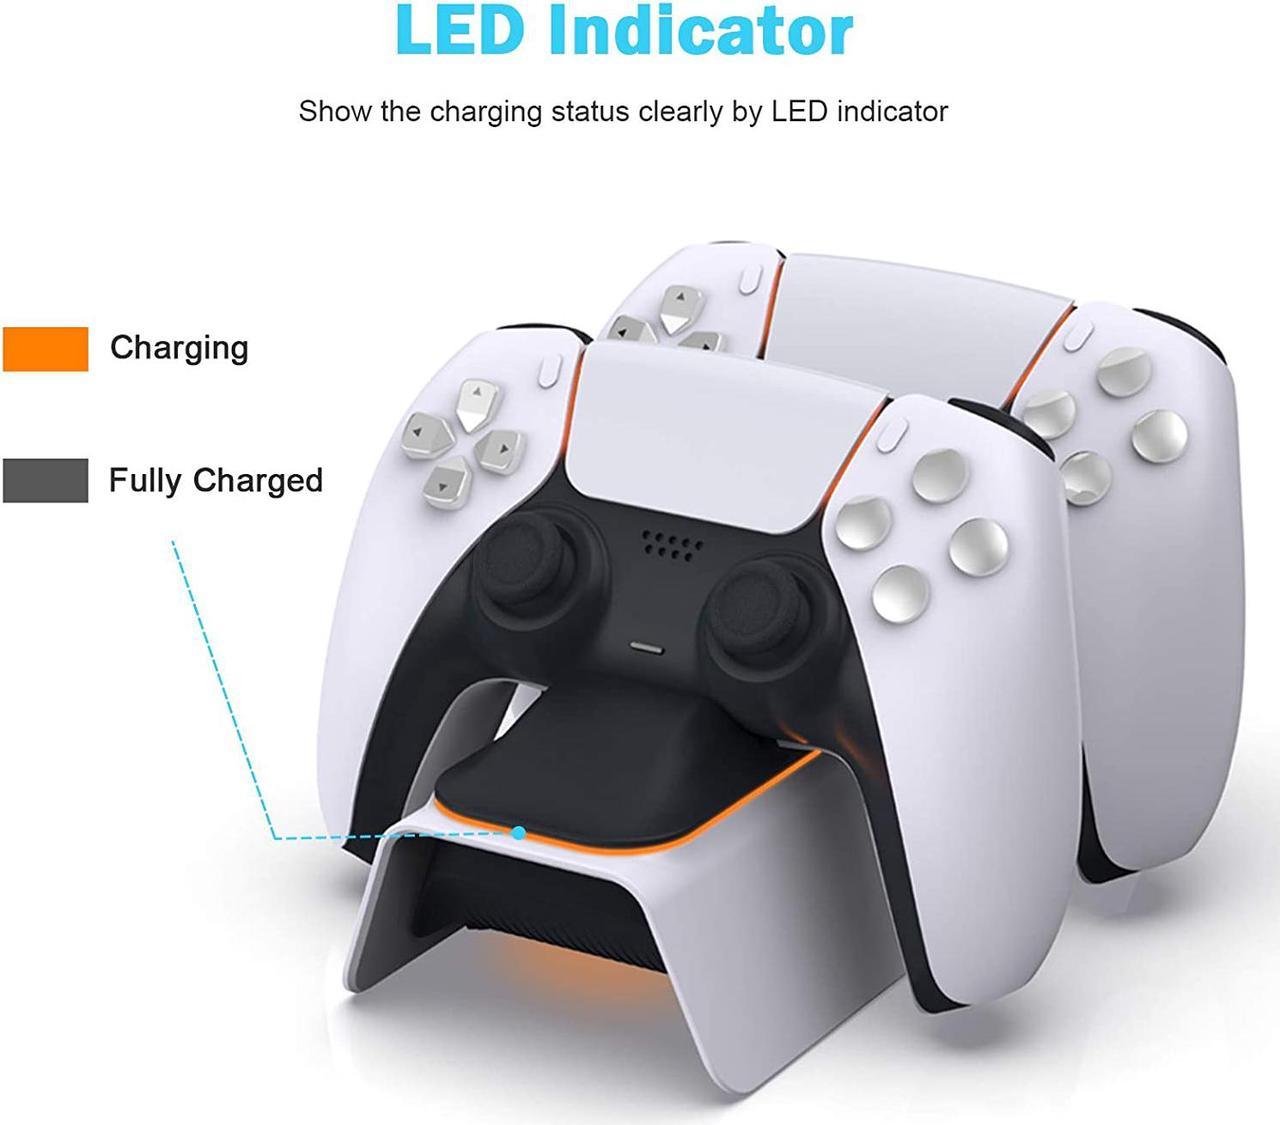 LED Indicator
Show the charging status clearly by LED indicator
Charging
Fully Charged